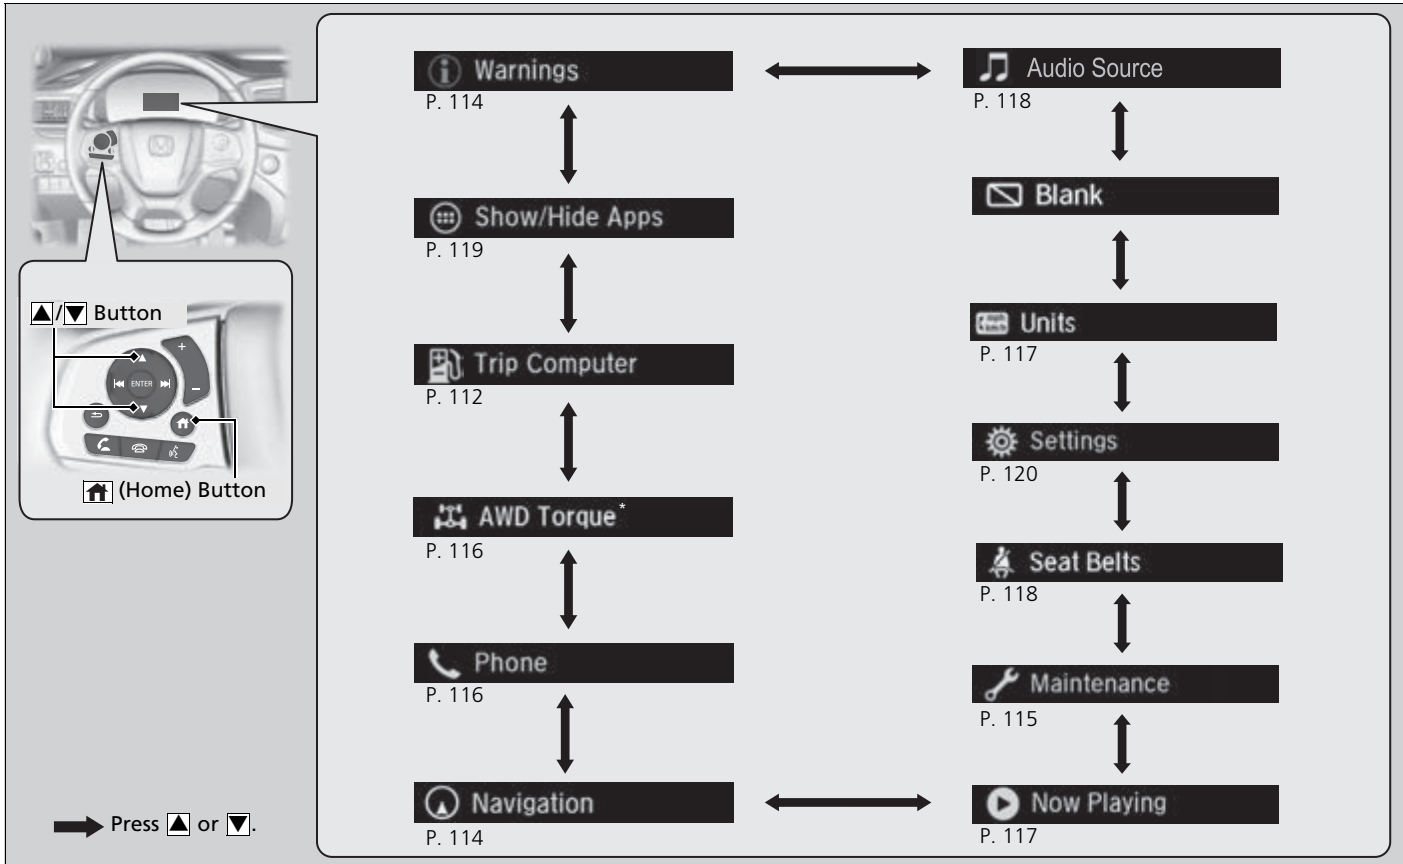 Warnings
P. 114
Show/Hide Apps
P. 119
Trip Computer
P. 112
AWD Torque*
P. 116
Phone
P. 116
Navigation
P. 114
Audio Source
P. 118
Blank
Units
P. 117
Settings
P. 120
Seat Belts
P. 118
Maintenance
P. 115
Now Playing
P. 117
▲/▼ Button
+
ENTER
−
(Home) Button
Press ▲ or ▼.